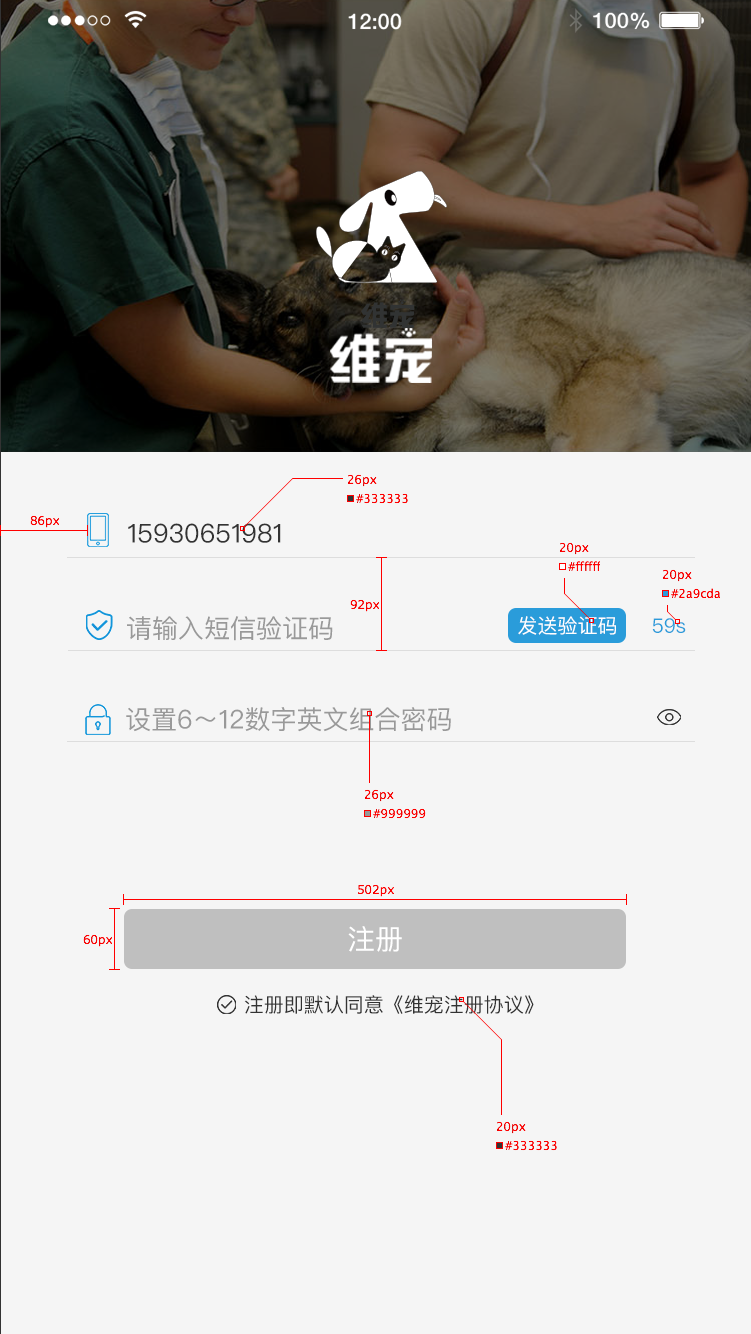 12:00
100%
维宠
维宠
26px
#333333
86px
15930651981
20px
#ffffff
20px
#2a9cda
92px
请输入短信验证码
发送验证码
59s
设置6～12数字英文组合密码
26px
#999999
502px
60px
注册
注册即默认同意《维宠注册协议》
20px
#333333